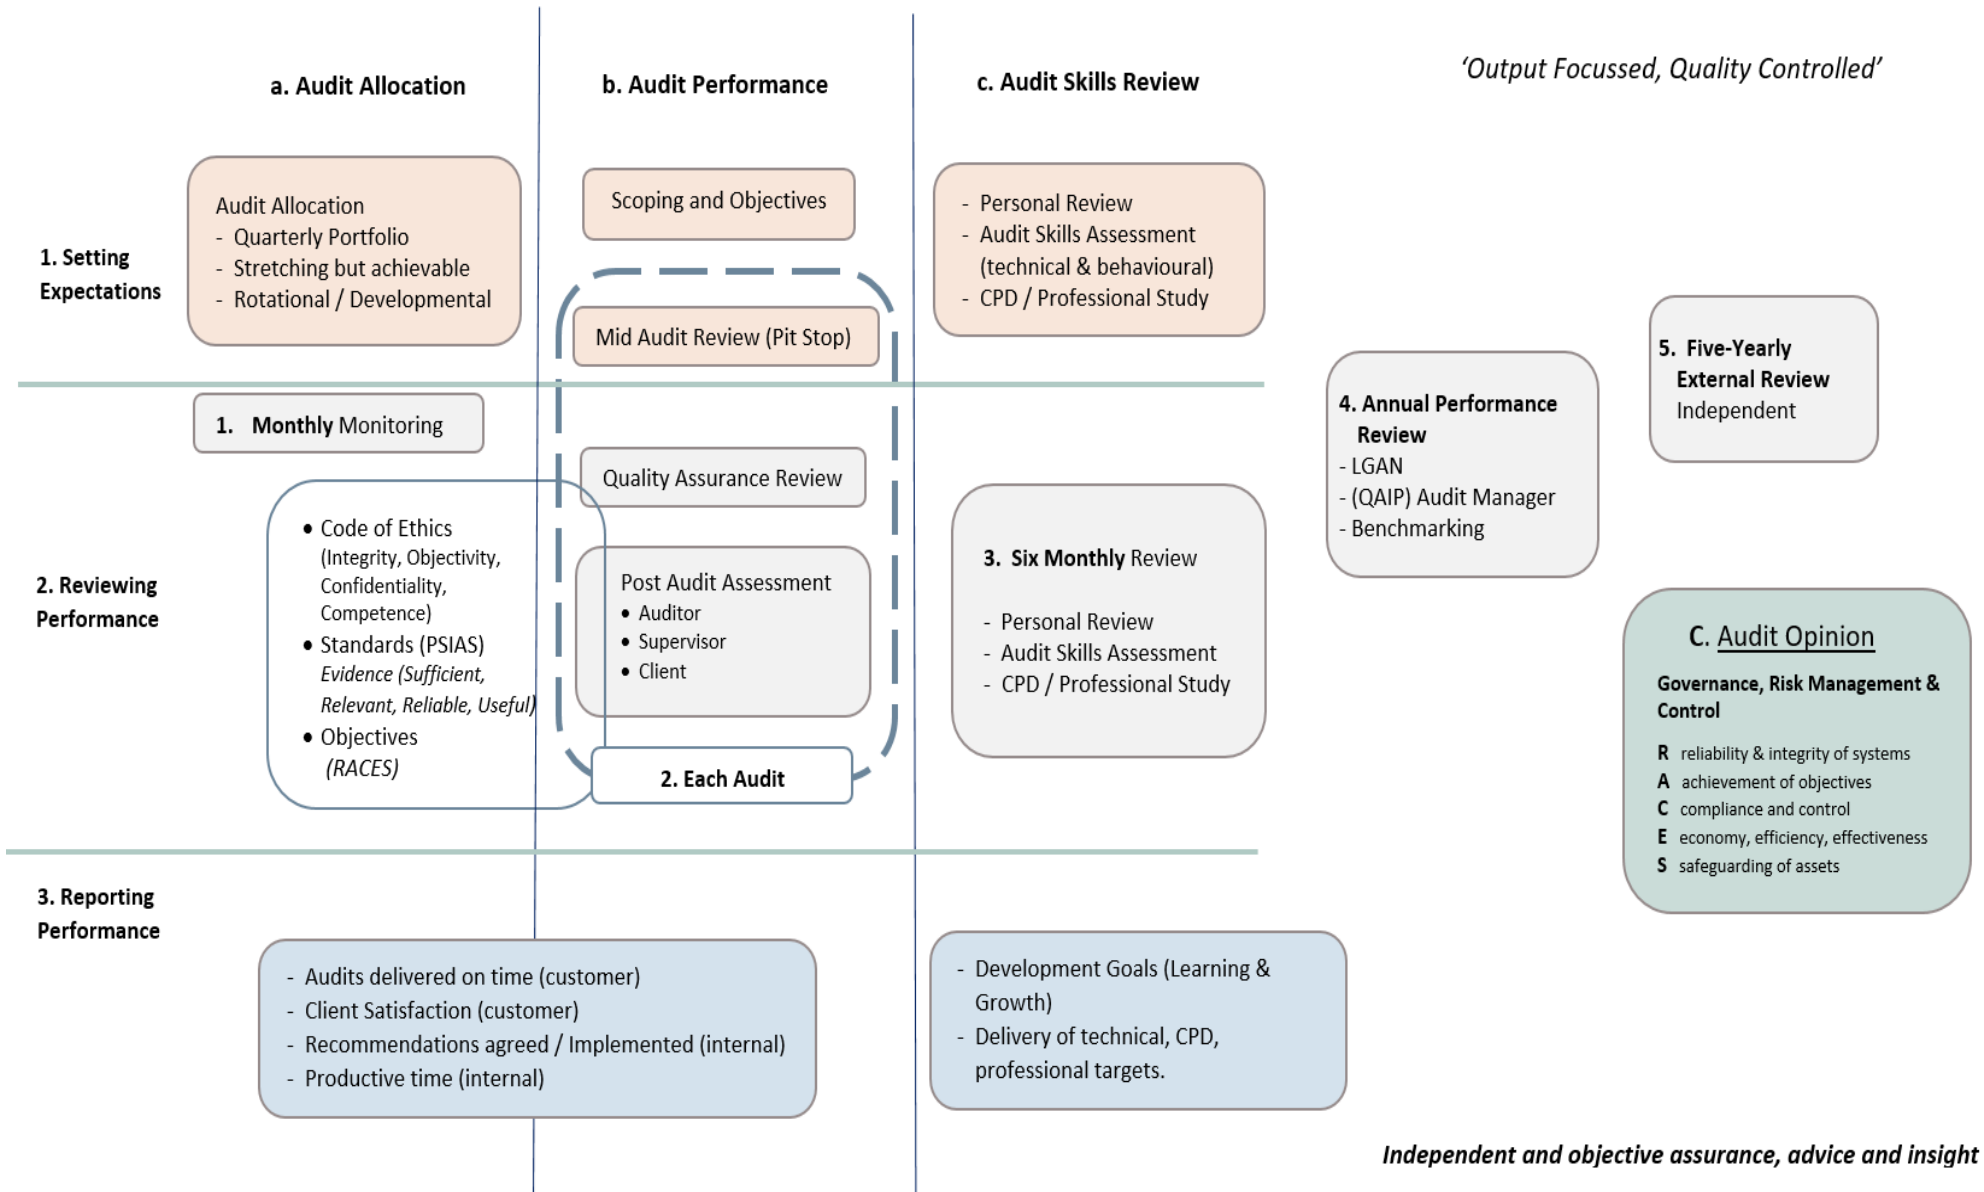 a. Audit Allocation
b. Audit Performance
c. Audit Skills Review
‘Output Focussed, Quality Controlled’
1. Setting
Expectations
Audit Allocation
- Quarterly Portfolio
- Stretching but achievable
- Rotational / Developmental
Scoping and Objectives
Mid Audit Review (Pit Stop)
- Personal Review
- Audit Skills Assessment
(technical & behavioural)
- CPD / Professional Study
2. Reviewing
Performance
1. Monthly Monitoring
• Code of Ethics
(Integrity, Objectivity,
Confidentiality,
Competence)
• Standards (PSIAS)
Evidence (Sufficient,
Relevant, Reliable, Useful)
• Objectives
(RACES)
Quality Assurance Review
Post Audit Assessment
• Auditor
• Supervisor
• Client
2. Each Audit
3. Six Monthly Review
- Personal Review
- Audit Skills Assessment
- CPD / Professional Study
4. Annual Performance
Review
- LGAN
- (QAIP) Audit Manager
- Benchmarking
5. Five-Yearly
External Review
Independent
C. Audit Opinion
Governance, Risk Management &
Control
R reliability & integrity of systems
A achievement of objectives
C compliance and control
E economy, efficiency, effectiveness
S safeguarding of assets
3. Reporting
Performance
- Audits delivered on time (customer)
- Client Satisfaction (customer)
- Recommendations agreed / Implemented (internal)
- Productive time (internal)
- Development Goals (Learning &
Growth)
- Delivery of technical, CPD,
professional targets.
Independent and objective assurance, advice and insight